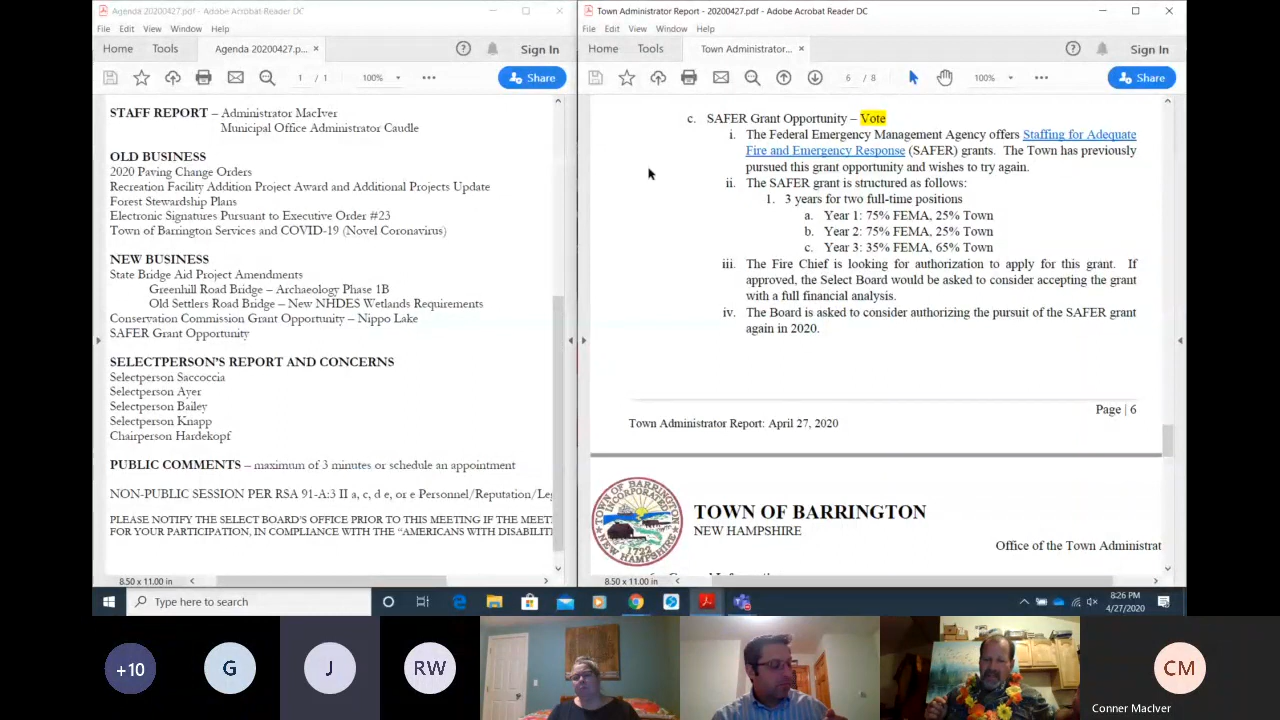 Agenda 20200427.pdf - Adobe Acrobat Reader DC
File Edit View Window Help
Home Tools Agenda 20200427.p... × Sign In
1 / 1 100% Share
STAFF REPORT – Administrator MacIver
Municipal Office Administrator Caudle
OLD BUSINESS
2020 Paving Change Orders
Recreation Facility Addition Project Award and Additional Projects Update
Forest Stewardship Plans
Electronic Signatures Pursuant to Executive Order #23
Town of Barrington Services and COVID-19 (Novel Coronavirus)
NEW BUSINESS
State Bridge Aid Project Amendments
Greenhill Road Bridge – Archaeology Phase 1B
Old Settlers Road Bridge – New NHDES Wetlands Requirements
Conservation Commission Grant Opportunity – Nippo Lake
SAFER Grant Opportunity
SELECTPERSON'S REPORT AND CONCERNS
Selectperson Saccoccia
Selectperson Ayer
Selectperson Bailey
Selectperson Knapp
Chairperson Hardekopf
PUBLIC COMMENTS – maximum of 3 minutes or schedule an appointment
NON-PUBLIC SESSION PER RSA 91-A:3 II a, c, d e, or e Personnel/Reputation/Leg
PLEASE NOTIFY THE SELECT BOARD'S OFFICE PRIOR TO THIS MEETING IF THE MEET
FOR YOUR PARTICIPATION, IN COMPLIANCE WITH THE “AMERICANS WITH DISABILIT
8.50 x 11.00 in
Town Administrator Report - 20200427.pdf - Adobe Acrobat Reader DC
File Edit View Window Help
Home Tools Town Administrator... × Sign In
6 / 8 100% Share
c. SAFER Grant Opportunity – Vote
i. The Federal Emergency Management Agency offers Staffing for Adequate
Fire and Emergency Response (SAFER) grants. The Town has previously
pursued this grant opportunity and wishes to try again.
ii. The SAFER grant is structured as follows:
1. 3 years for two full-time positions
a. Year 1: 75% FEMA, 25% Town
b. Year 2: 75% FEMA, 25% Town
c. Year 3: 35% FEMA, 65% Town
iii. The Fire Chief is looking for authorization to apply for this grant. If
approved, the Select Board would be asked to consider accepting the grant
with a full financial analysis.
iv. The Board is asked to consider authorizing the pursuit of the SAFER grant
again in 2020.
Page | 6
Town Administrator Report: April 27, 2020
TOWN OF BARRINGTON
INCORPORATED
1722
NEW HAMPSHIRE
TOWN OF BARRINGTON
NEW HAMPSHIRE
Office of the Town Administrat
8.50 x 11.00 in
Type here to search
8:26 PM
4/27/2020
+10 G J RW CM
Conner MacIver